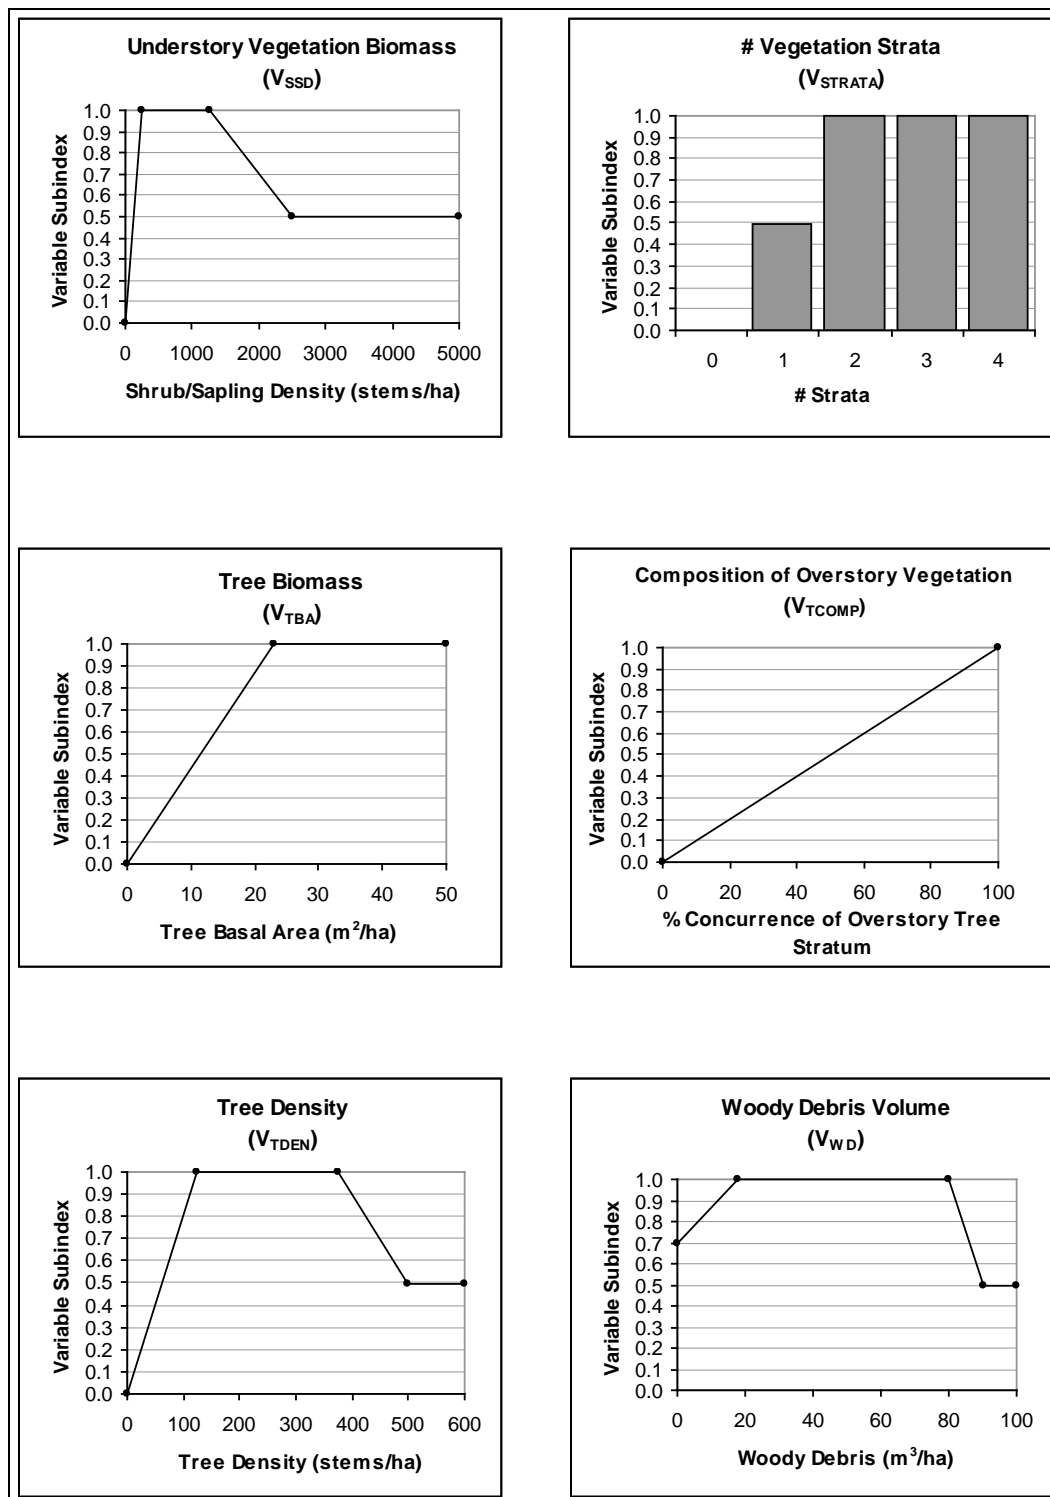 Understory Vegetation Biomass
(VSSD)
1.0
0.9
0.8
0.7
0.6
0.5
0.4
0.3
0.2
0.1
0.0
Variable Subindex
0 1000 2000 3000 4000 5000
Shrub/Sapling Density (stems/ha)
# Vegetation Strata
(VSTRATA)
1.0
0.9
0.8
0.7
0.6
0.5
0.4
0.3
0.2
0.1
0.0
Variable Subindex
0 1 2 3 4
# Strata
Tree Biomass
(VTBA)
1.0
0.9
0.8
0.7
0.6
0.5
0.4
0.3
0.2
0.1
0.0
Variable Subindex
0 10 20 30 40 50
Tree Basal Area (m²/ha)
Composition of Overstory Vegetation
(VTCOMP)
1.0
0.9
0.8
0.7
0.6
0.5
0.4
0.3
0.2
0.1
0.0
Variable Subindex
0 20 40 60 80 100
% Concurrence of Overstory Tree
Stratum
Tree Density
(VTDEN)
1.0
0.9
0.8
0.7
0.6
0.5
0.4
0.3
0.2
0.1
0.0
Variable Subindex
0 100 200 300 400 500 600
Tree Density (stems/ha)
Woody Debris Volume
(VWD)
1.0
0.9
0.8
0.7
0.6
0.5
0.4
0.3
0.2
0.1
0.0
Variable Subindex
0 20 40 60 80 100
Woody Debris (m³/ha)